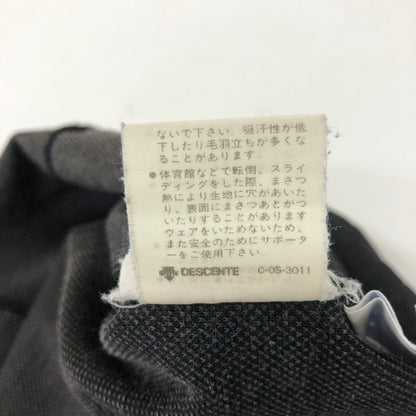 ないで下さい。吸汗性が低
下したり毛羽立ちが多くな
ることがあります。
●体育館などで転倒、スライ
ディングをした際、まさつ
熱により生地に穴があいた
り、表面にまさつあとがつ
いたりすることがあります。
ウェアをいためないため、
また安全のためにサポータ
ーをご使用下さい
DESCENTE C-OS-3011